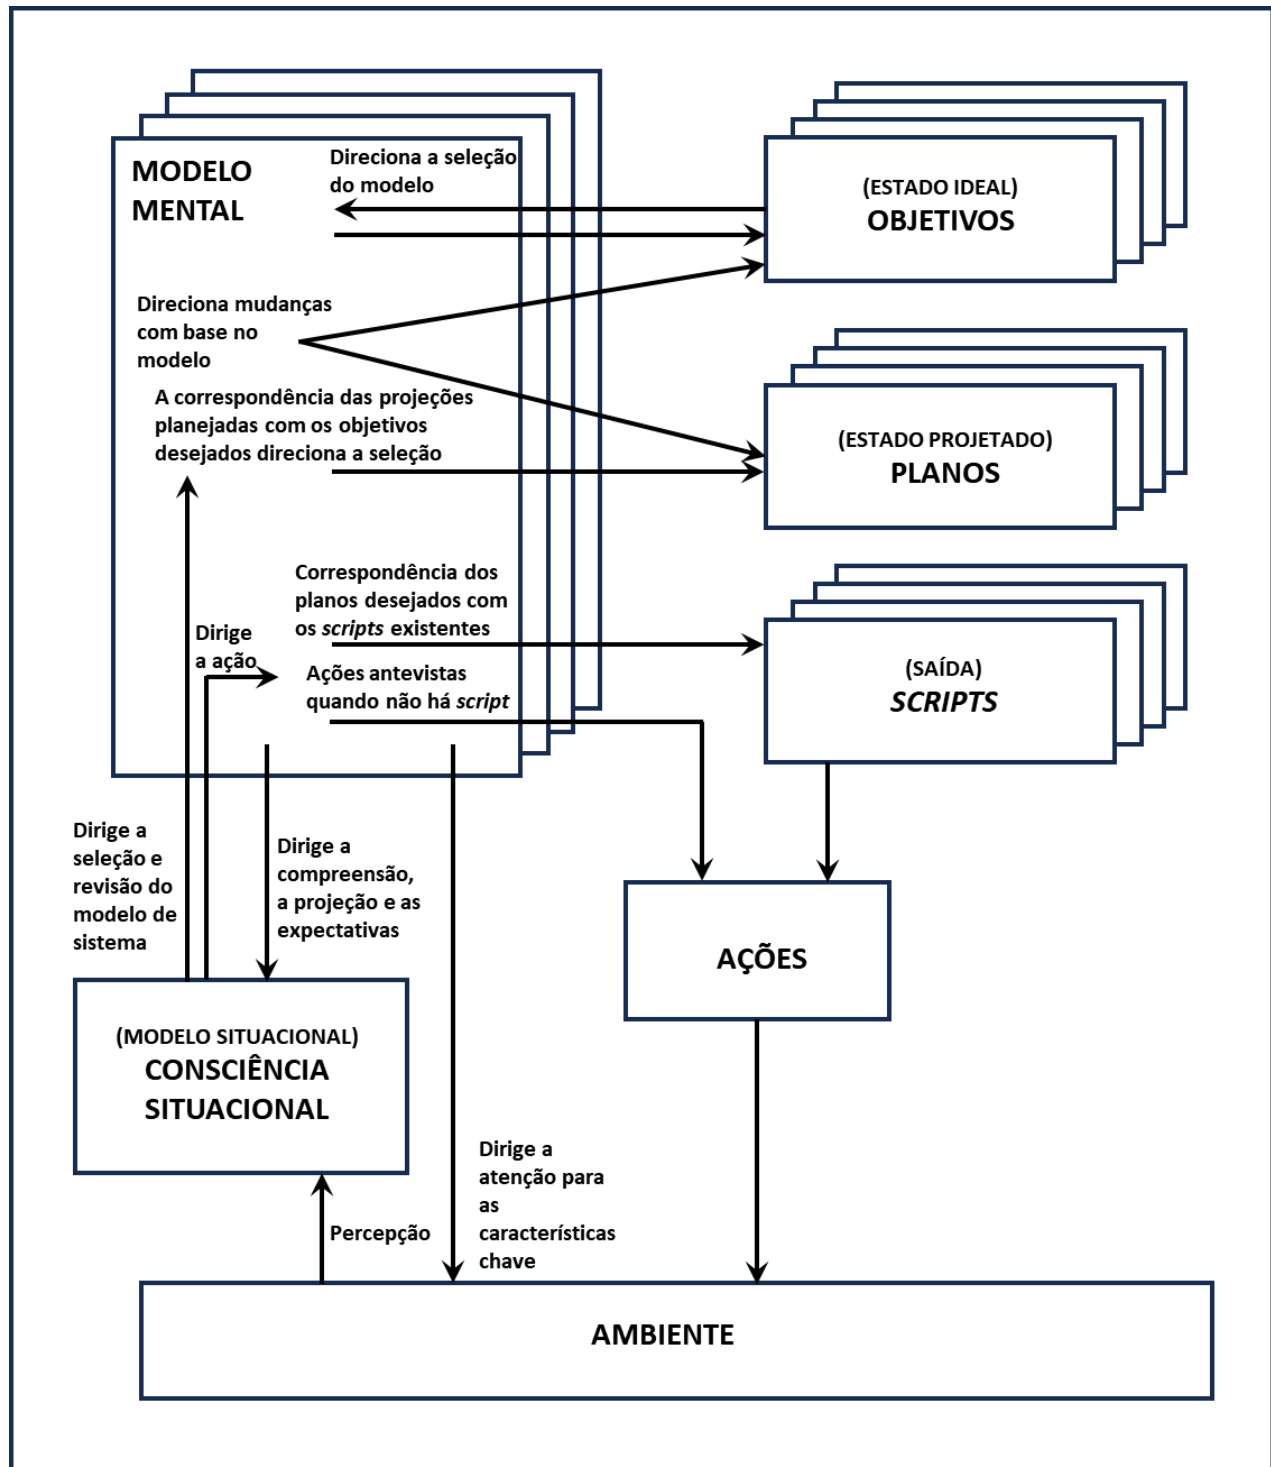 MODELO
MENTAL
Direciona a seleção
do modelo
(ESTADO IDEAL)
OBJETIVOS
Direciona mudanças
com base no
modelo
A correspondência das projeções
planejadas com os objetivos
desejados direciona a seleção
(ESTADO PROJETADO)
PLANOS
Correspondência dos
planos desejados com
os scripts existentes
Dirige
a ação
Ações antevistas
quando não há script
(SAÍDA)
SCRIPTS
Dirige a
seleção e
revisão do
modelo de
sistema
Dirige a
compreensão,
a projeção e as
expectativas
AÇÕES
(MODELO SITUACIONAL)
CONSCIÊNCIA
SITUACIONAL
Dirige a
atenção para
as
características
chave
Percepção
AMBIENTE